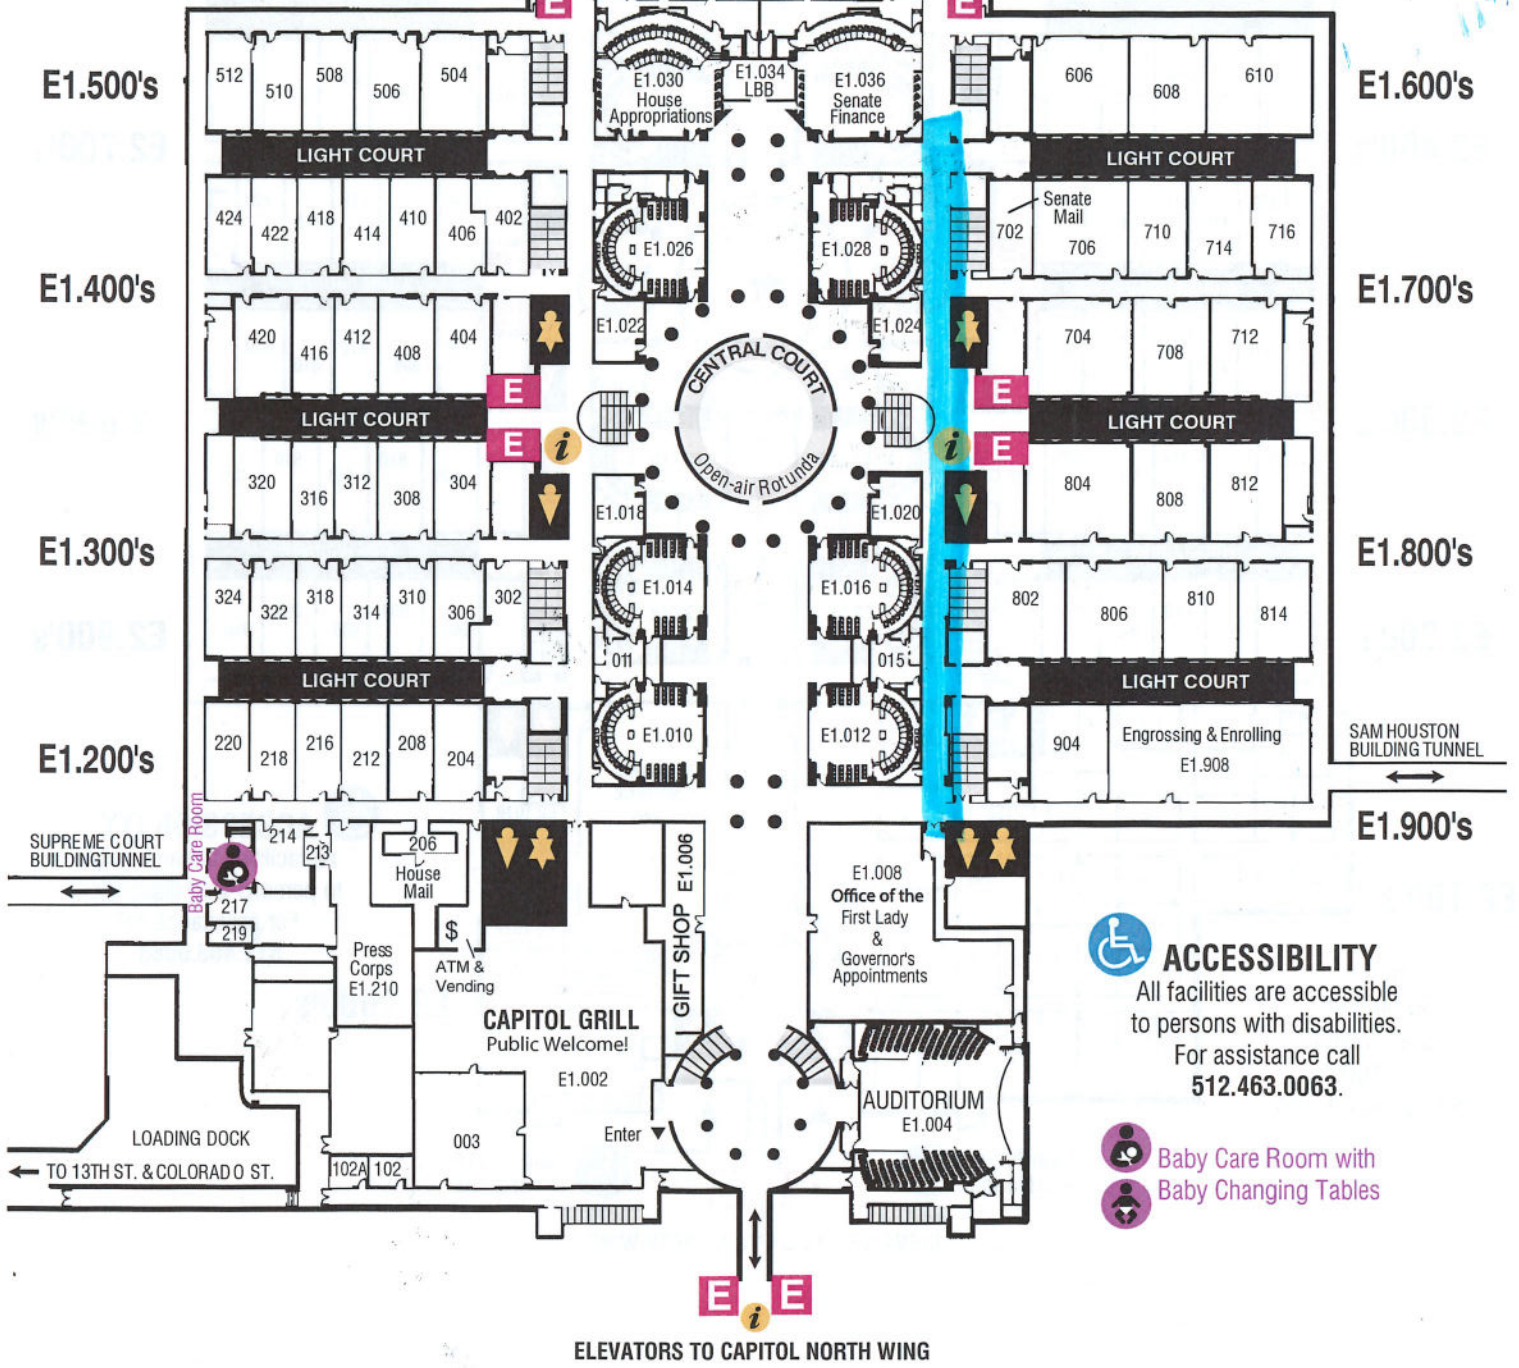 E
E
E1.500's
512
510
508
506
504
E1.030
House
Appropriations
E1.034
LBB
E1.036
Senate
Finance
606
608
610
E1.600's
LIGHT COURT
LIGHT COURT
424
422
418
414
410
406
402
E1.026
E1.028
702
Senate
Mail
706
710
714
716
E1.400's
E1.700's
420
416
412
408
404
E1.022
E1.024
704
708
712
CENTRAL COURT
Open-air Rotunda
E
E
LIGHT COURT
LIGHT COURT
E
i
i
E
320
316
312
308
304
E1.018
E1.020
804
808
812
E1.300's
E1.800's
324
322
318
314
310
306
302
E1.014
E1.016
802
806
810
814
011
015
LIGHT COURT
LIGHT COURT
220
218
216
212
208
204
E1.010
E1.012
904
Engrossing & Enrolling
E1.908
E1.200's
SAM HOUSTON
BUILDING TUNNEL
E1.900's
SUPREME COURT
BUILDINGTUNNEL
Baby Care Room
214
213
206
House
Mail
217
219
Press
Corps
E1.210
$
ATM &
Vending
GIFT SHOP E1.006
E1.008
Office of the
First Lady
&
Governor's
Appointments
CAPITOL GRILL
Public Welcome!
E1.002
ACCESSIBILITY
All facilities are accessible
to persons with disabilities.
For assistance call
512.463.0063.
AUDITORIUM
E1.004
LOADING DOCK
TO 13TH ST. & COLORADO ST.
003
102A
102
Enter
Baby Care Room with
Baby Changing Tables
E
E
i
ELEVATORS TO CAPITOL NORTH WING